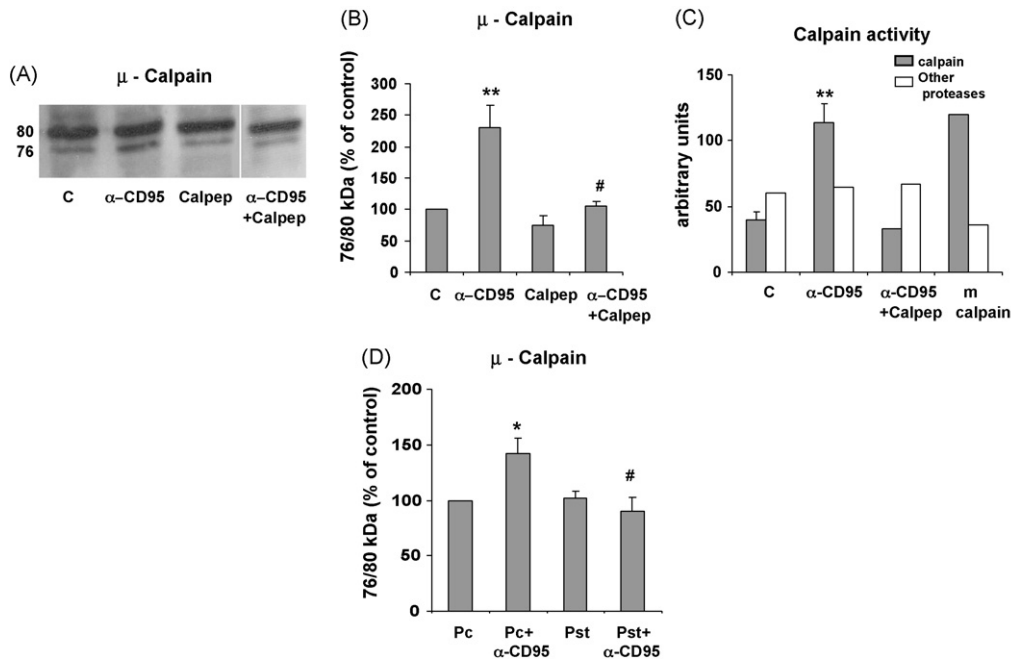 (A)
μ - Calpain
80
76
C α–CD95 Calpep α–CD95
+Calpep
(B)
μ - Calpain
76/80 kDa (% of control)
300
250
200
150
100
50
0
**
#
C α–CD95 Calpep α–CD95
+Calpep
(C)
Calpain activity
calpain
Other
proteases
arbitrary units
150
100
50
0
**
C α-CD95 α-CD95 m
+Calpep calpain
(D)
μ - Calpain
76/80 kDa (% of control)
200
150
100
50
0
*
#
Pc Pc+ Pst Pst+
α-CD95 α-CD95